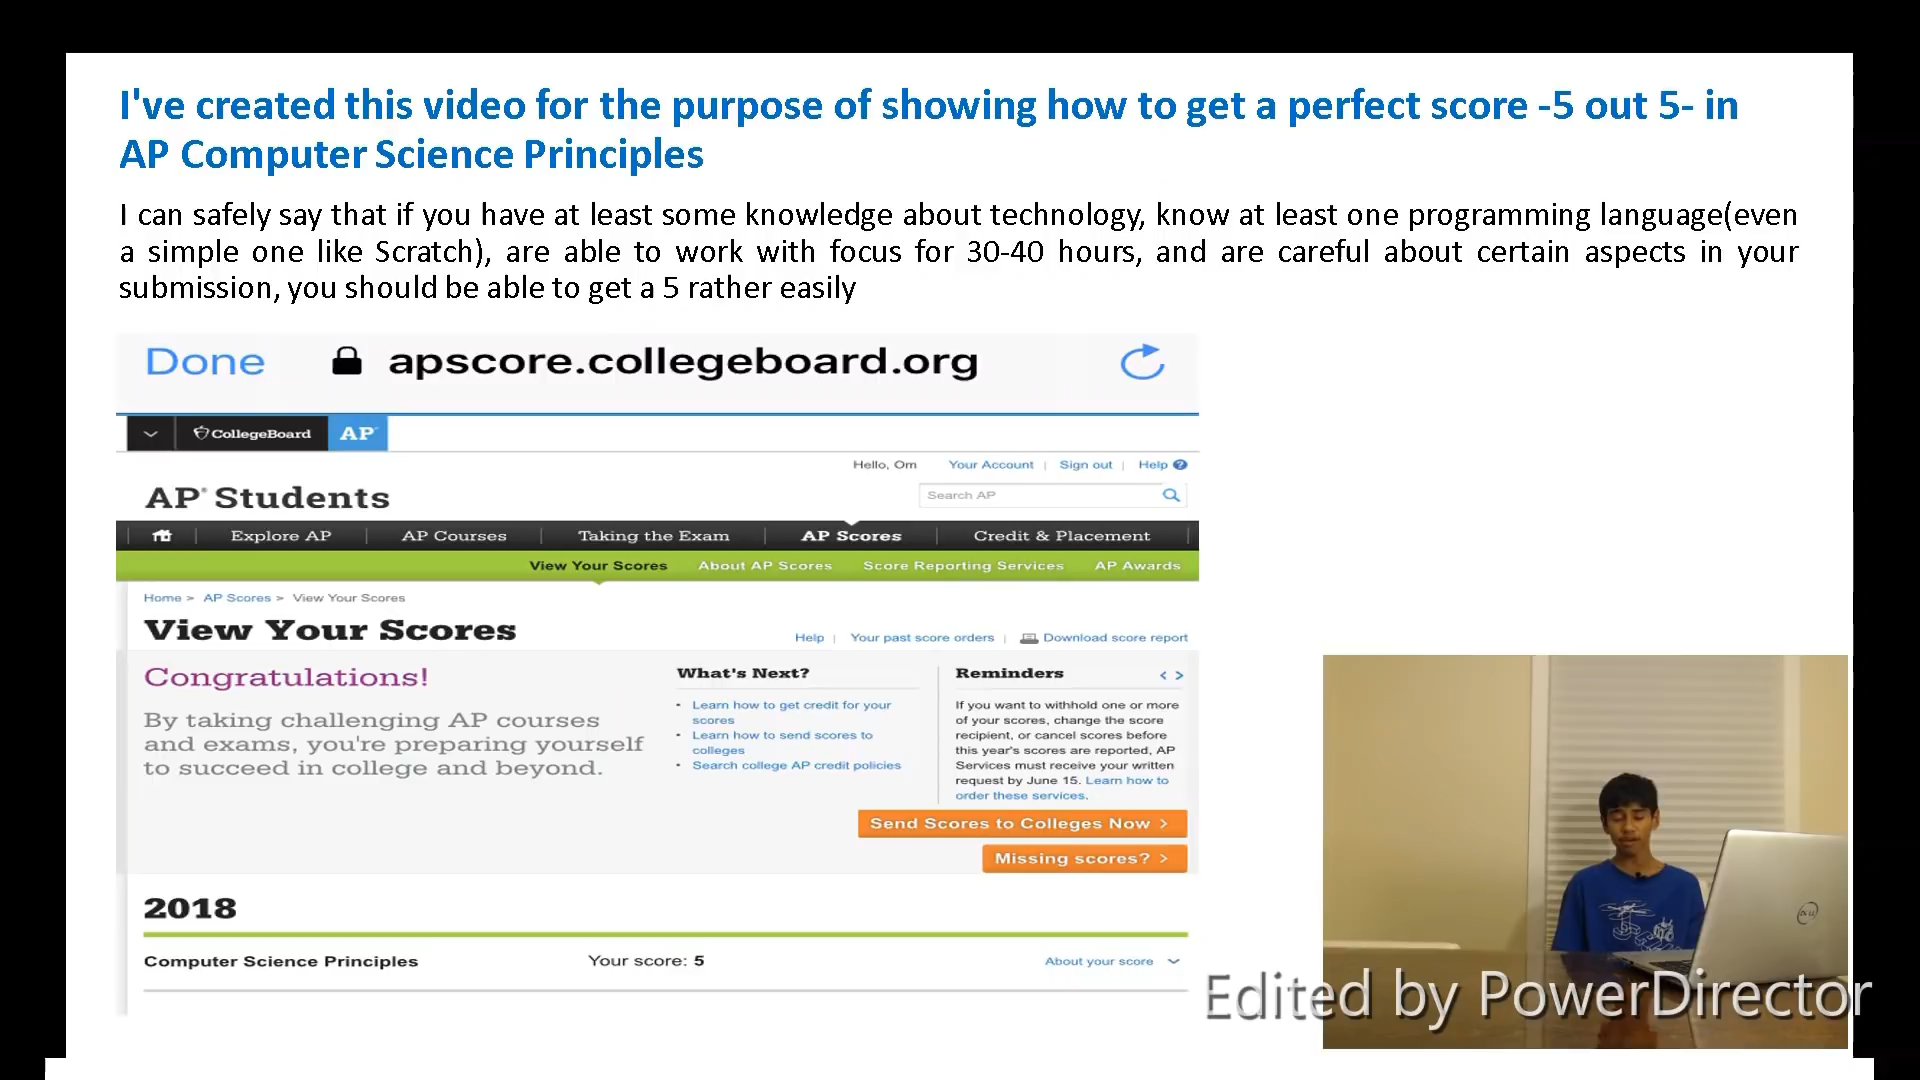 I've created this video for the purpose of showing how to get a perfect score -5 out 5- in
AP Computer Science Principles
I can safely say that if you have at least some knowledge about technology, know at least one programming language(even
a simple one like Scratch), are able to work with focus for 30-40 hours, and are careful about certain aspects in your
submission, you should be able to get a 5 rather easily
Done apscore.collegeboard.org
CollegeBoard AP
Hello, Om Your Account | Sign out | Help ?
AP® Students
Search AP
Explore AP | AP Courses | Taking the Exam | AP Scores | Credit & Placement
View Your Scores About AP Scores Score Reporting Services AP Awards
Home > AP Scores > View Your Scores
View Your Scores
Help | Your past score orders | Download score report
Congratulations!
By taking challenging AP courses
and exams, you're preparing yourself
to succeed in college and beyond.
What's Next?
• Learn how to get credit for your
scores
• Learn how to send scores to
colleges
• Search college AP credit policies
Reminders < >
If you want to withhold one or more
of your scores, change the score
recipient, or cancel scores before
this year's scores are reported, AP
Services must receive your written
request by June 15. Learn how to
order these services.
Send Scores to Colleges Now >
Missing scores? >
2018
Computer Science Principles Your score: 5 About your score
DELL
Edited by PowerDirector